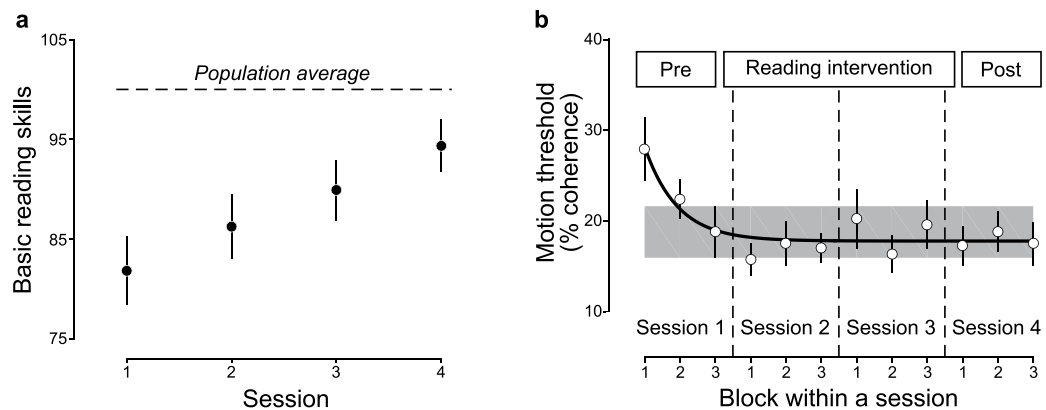 a
105
95
85
75
Basic reading skills
Population average
1 2 3 4
Session
b
40
30
20
10
Motion threshold
(% coherence)
Pre
Reading intervention
Post
Session 1
Session 2
Session 3
Session 4
1 2 3 1 2 3 1 2 3 1 2 3
Block within a session